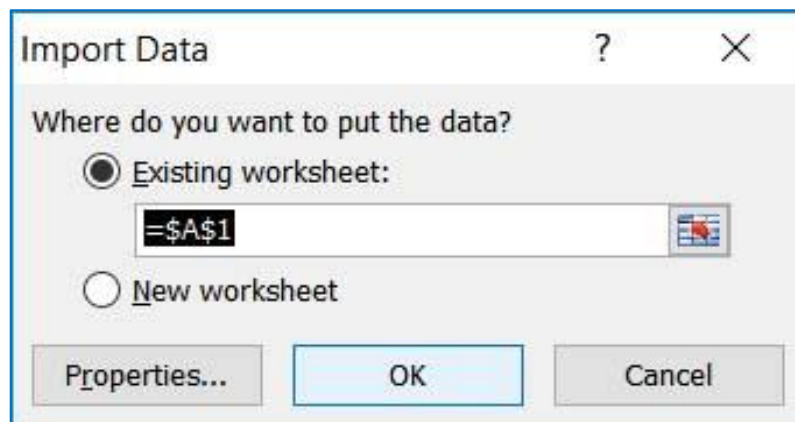 Import Data ? ×
Where do you want to put the data?
Existing worksheet:
=$A$1
New worksheet
Properties... OK Cancel